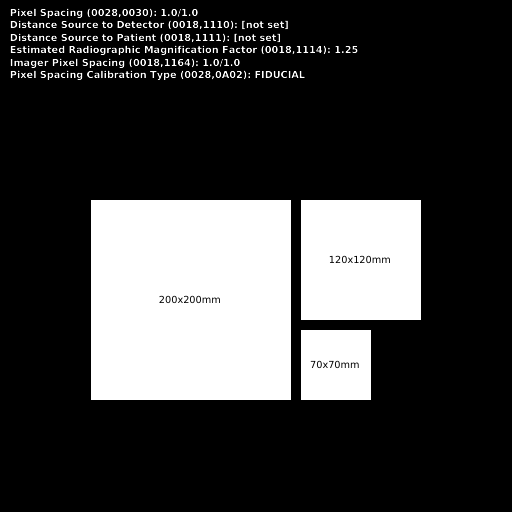 Pixel Spacing (0028,0030): 1.0/1.0
Distance Source to Detector (0018,1110): [not set]
Distance Source to Patient (0018,1111): [not set]
Estimated Radiographic Magnification Factor (0018,1114): 1.25
Imager Pixel Spacing (0018,1164): 1.0/1.0
Pixel Spacing Calibration Type (0028,0A02): FIDUCIAL
120x120mm
200x200mm
70x70mm